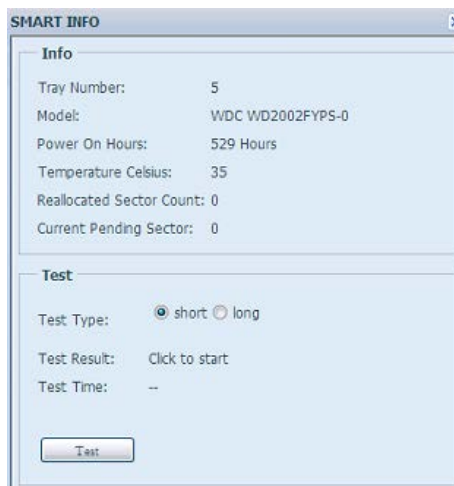 SMART INFO
Info
Tray Number: 5
Model: WDC WD2002FYPS-0
Power On Hours: 529 Hours
Temperature Celsius: 35
Reallocated Sector Count: 0
Current Pending Sector: 0
Test
Test Type: short long
Test Result: Click to start
Test Time: --
Test